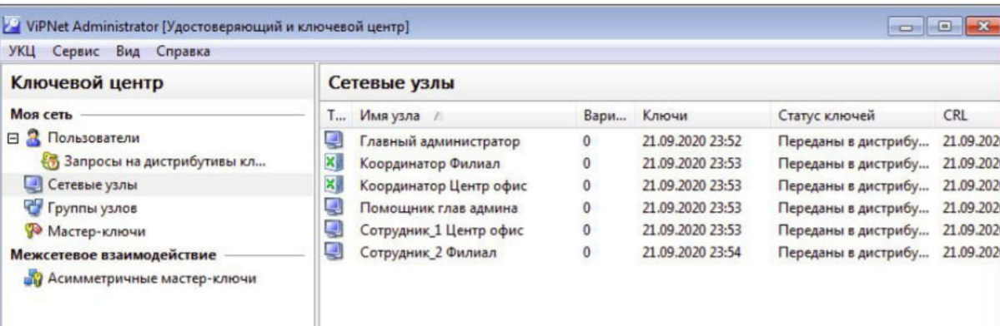 ViPNet Administrator [Удостоверяющий и ключевой центр]
УКЦ Сервис Вид Справка
Ключевой центр
Моя сеть
Пользователи
Запросы на дистрибутивы кл...
Сетевые узлы
Группы узлов
Мастер-ключи
Межсетевое взаимодействие
Асимметричные мастер-ключи
Сетевые узлы
Т... Имя узла Вари... Ключи Статус ключей CRL
Главный администратор 0 21.09.2020 23:52 Переданы в дистрибу... 21.09.202
Координатор Филиал 0 21.09.2020 23:53 Переданы в дистрибу... 21.09.202
Координатор Центр офис 0 21.09.2020 23:53 Переданы в дистрибу... 21.09.202
Помощник глав админа 0 21.09.2020 23:53 Переданы в дистрибу... 21.09.202
Сотрудник_1 Центр офис 0 21.09.2020 23:53 Переданы в дистрибу... 21.09.202
Сотрудник_2 Филиал 0 21.09.2020 23:54 Переданы в дистрибу... 21.09.202